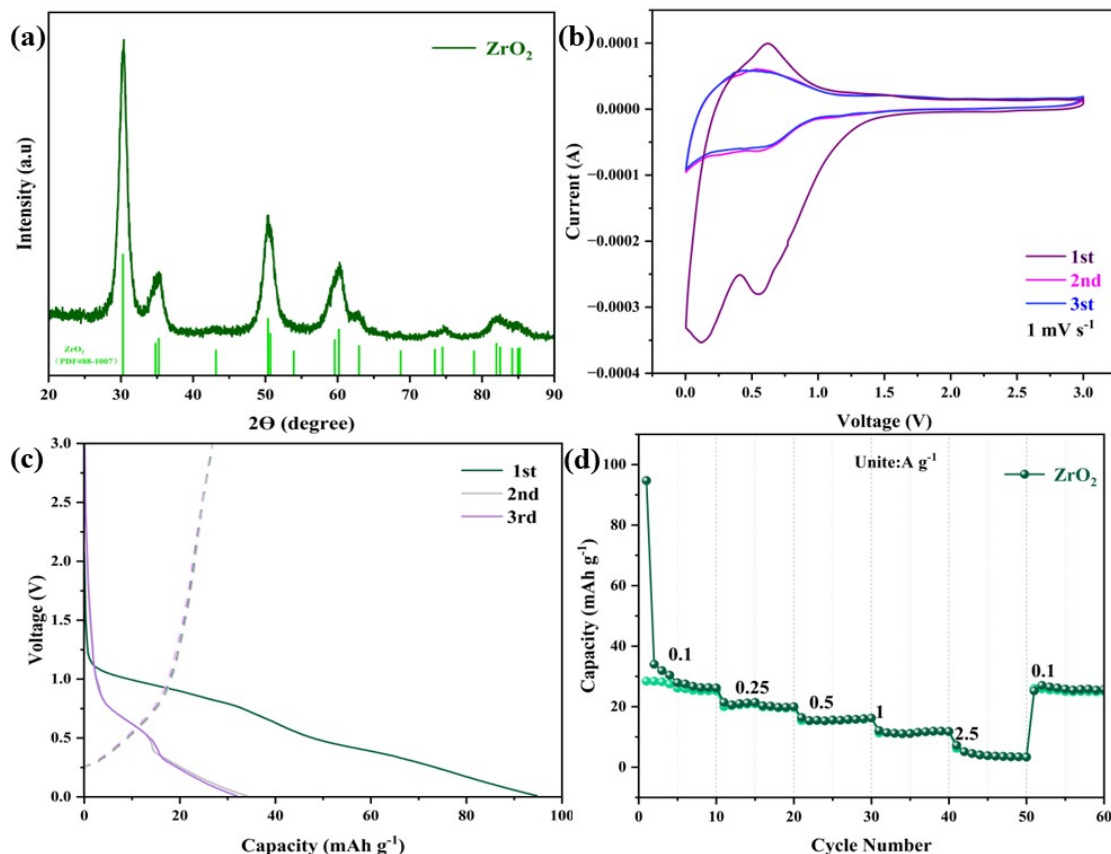 (a)
ZrO₂
Intensity (a.u)
ZrO₂
(PDF#88-1007)
20 30 40 50 60 70 80 90
2Θ (degree)
(b)
0.0001
0.0000
−0.0001
−0.0002
−0.0003
−0.0004
Current (A)
1st
2nd
3st
1 mV s⁻¹
0.0 0.5 1.0 1.5 2.0 2.5 3.0
Voltage (V)
(c)
3.0
2.5
2.0
1.5
1.0
0.5
0.0
Voltage (V)
1st
2nd
3rd
0 20 40 60 80 100
Capacity (mAh g⁻¹)
(d)
100
80
60
40
20
0
Capacity (mAh g⁻¹)
Unite:A g⁻¹
ZrO₂
0.1
0.25
0.5
1
2.5
0.1
0 10 20 30 40 50 60
Cycle Number